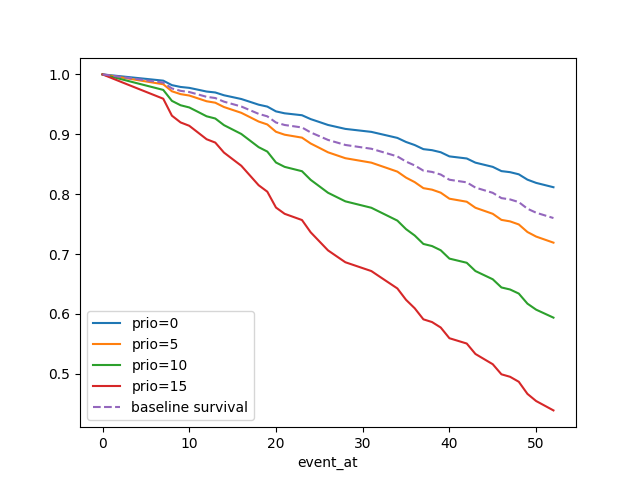 1.0
0.9
0.8
0.7
0.6
0.5
prio=0
prio=5
prio=10
prio=15
baseline survival
0 10 20 30 40 50
event_at